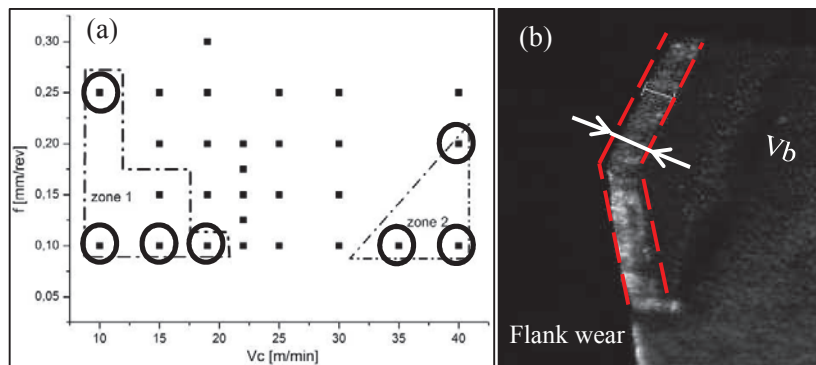 (a)
0,30
0,25
0,20
f [mm/rev]
0,15
zone 1
zone 2
0,10
0,05
10 15 20 25 30 35 40
Vc [m/min]
(b)
Vb
Flank wear